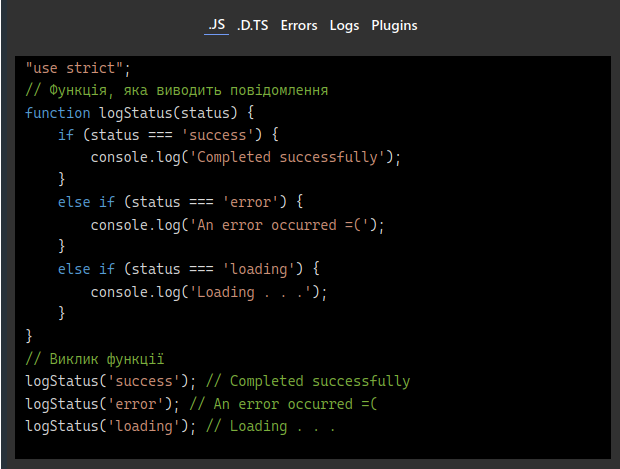 .JS .D.TS Errors Logs Plugins
"use strict";
// Функція, яка виводить повідомлення
function logStatus(status) {
    if (status === 'success') {
        console.log('Completed successfully');
    }
    else if (status === 'error') {
        console.log('An error occurred =(');
    }
    else if (status === 'loading') {
        console.log('Loading . . .');
    }
}
// Виклик функції
logStatus('success'); // Completed successfully
logStatus('error'); // An error occurred =(
logStatus('loading'); // Loading . . .